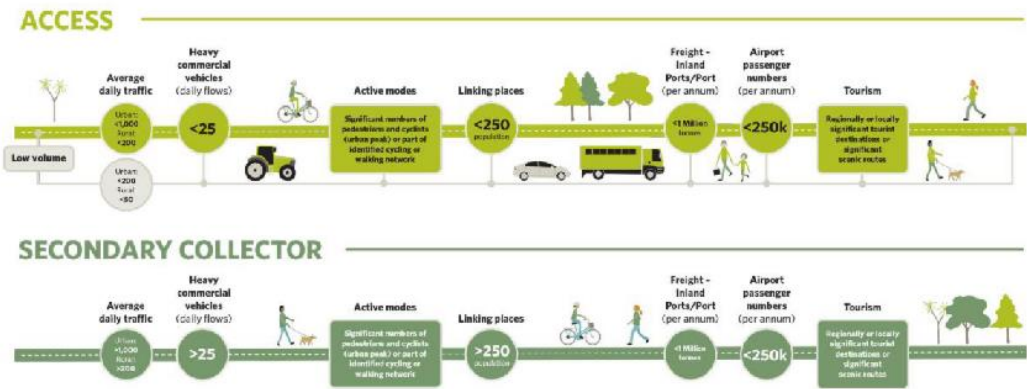 ACCESS
Average
daily traffic
Heavy
commercial
vehicles
(daily flows)
Active modes
Linking places
Freight –
Inland
Ports/Port
(per annum)
Airport
passenger
numbers
(per annum)
Tourism
Urban:
<1,000
Rural:
<200
<25
Significant numbers of
pedestrians and cyclists
(urban peak) or part of
identified cycling or
walking network
<250
population
<1 Million
tonnes
<250k
Regionally or locally
significant tourist
destinations or
significant
scenic routes
Low volume
Urban:
<200
Rural:
<50
SECONDARY COLLECTOR
Average
daily traffic
Heavy
commercial
vehicles
(daily flows)
Active modes
Linking places
Freight –
Inland
Ports/Port
(per annum)
Airport
passenger
numbers
(per annum)
Tourism
Urban:
Rural:
>25
Significant numbers of
pedestrians and cyclists
(urban peak) or part of
identified cycling or
walking network
>250
population
<1 Million
tonnes
<250k
Regionally or locally
significant tourist
destinations or
significant
scenic routes